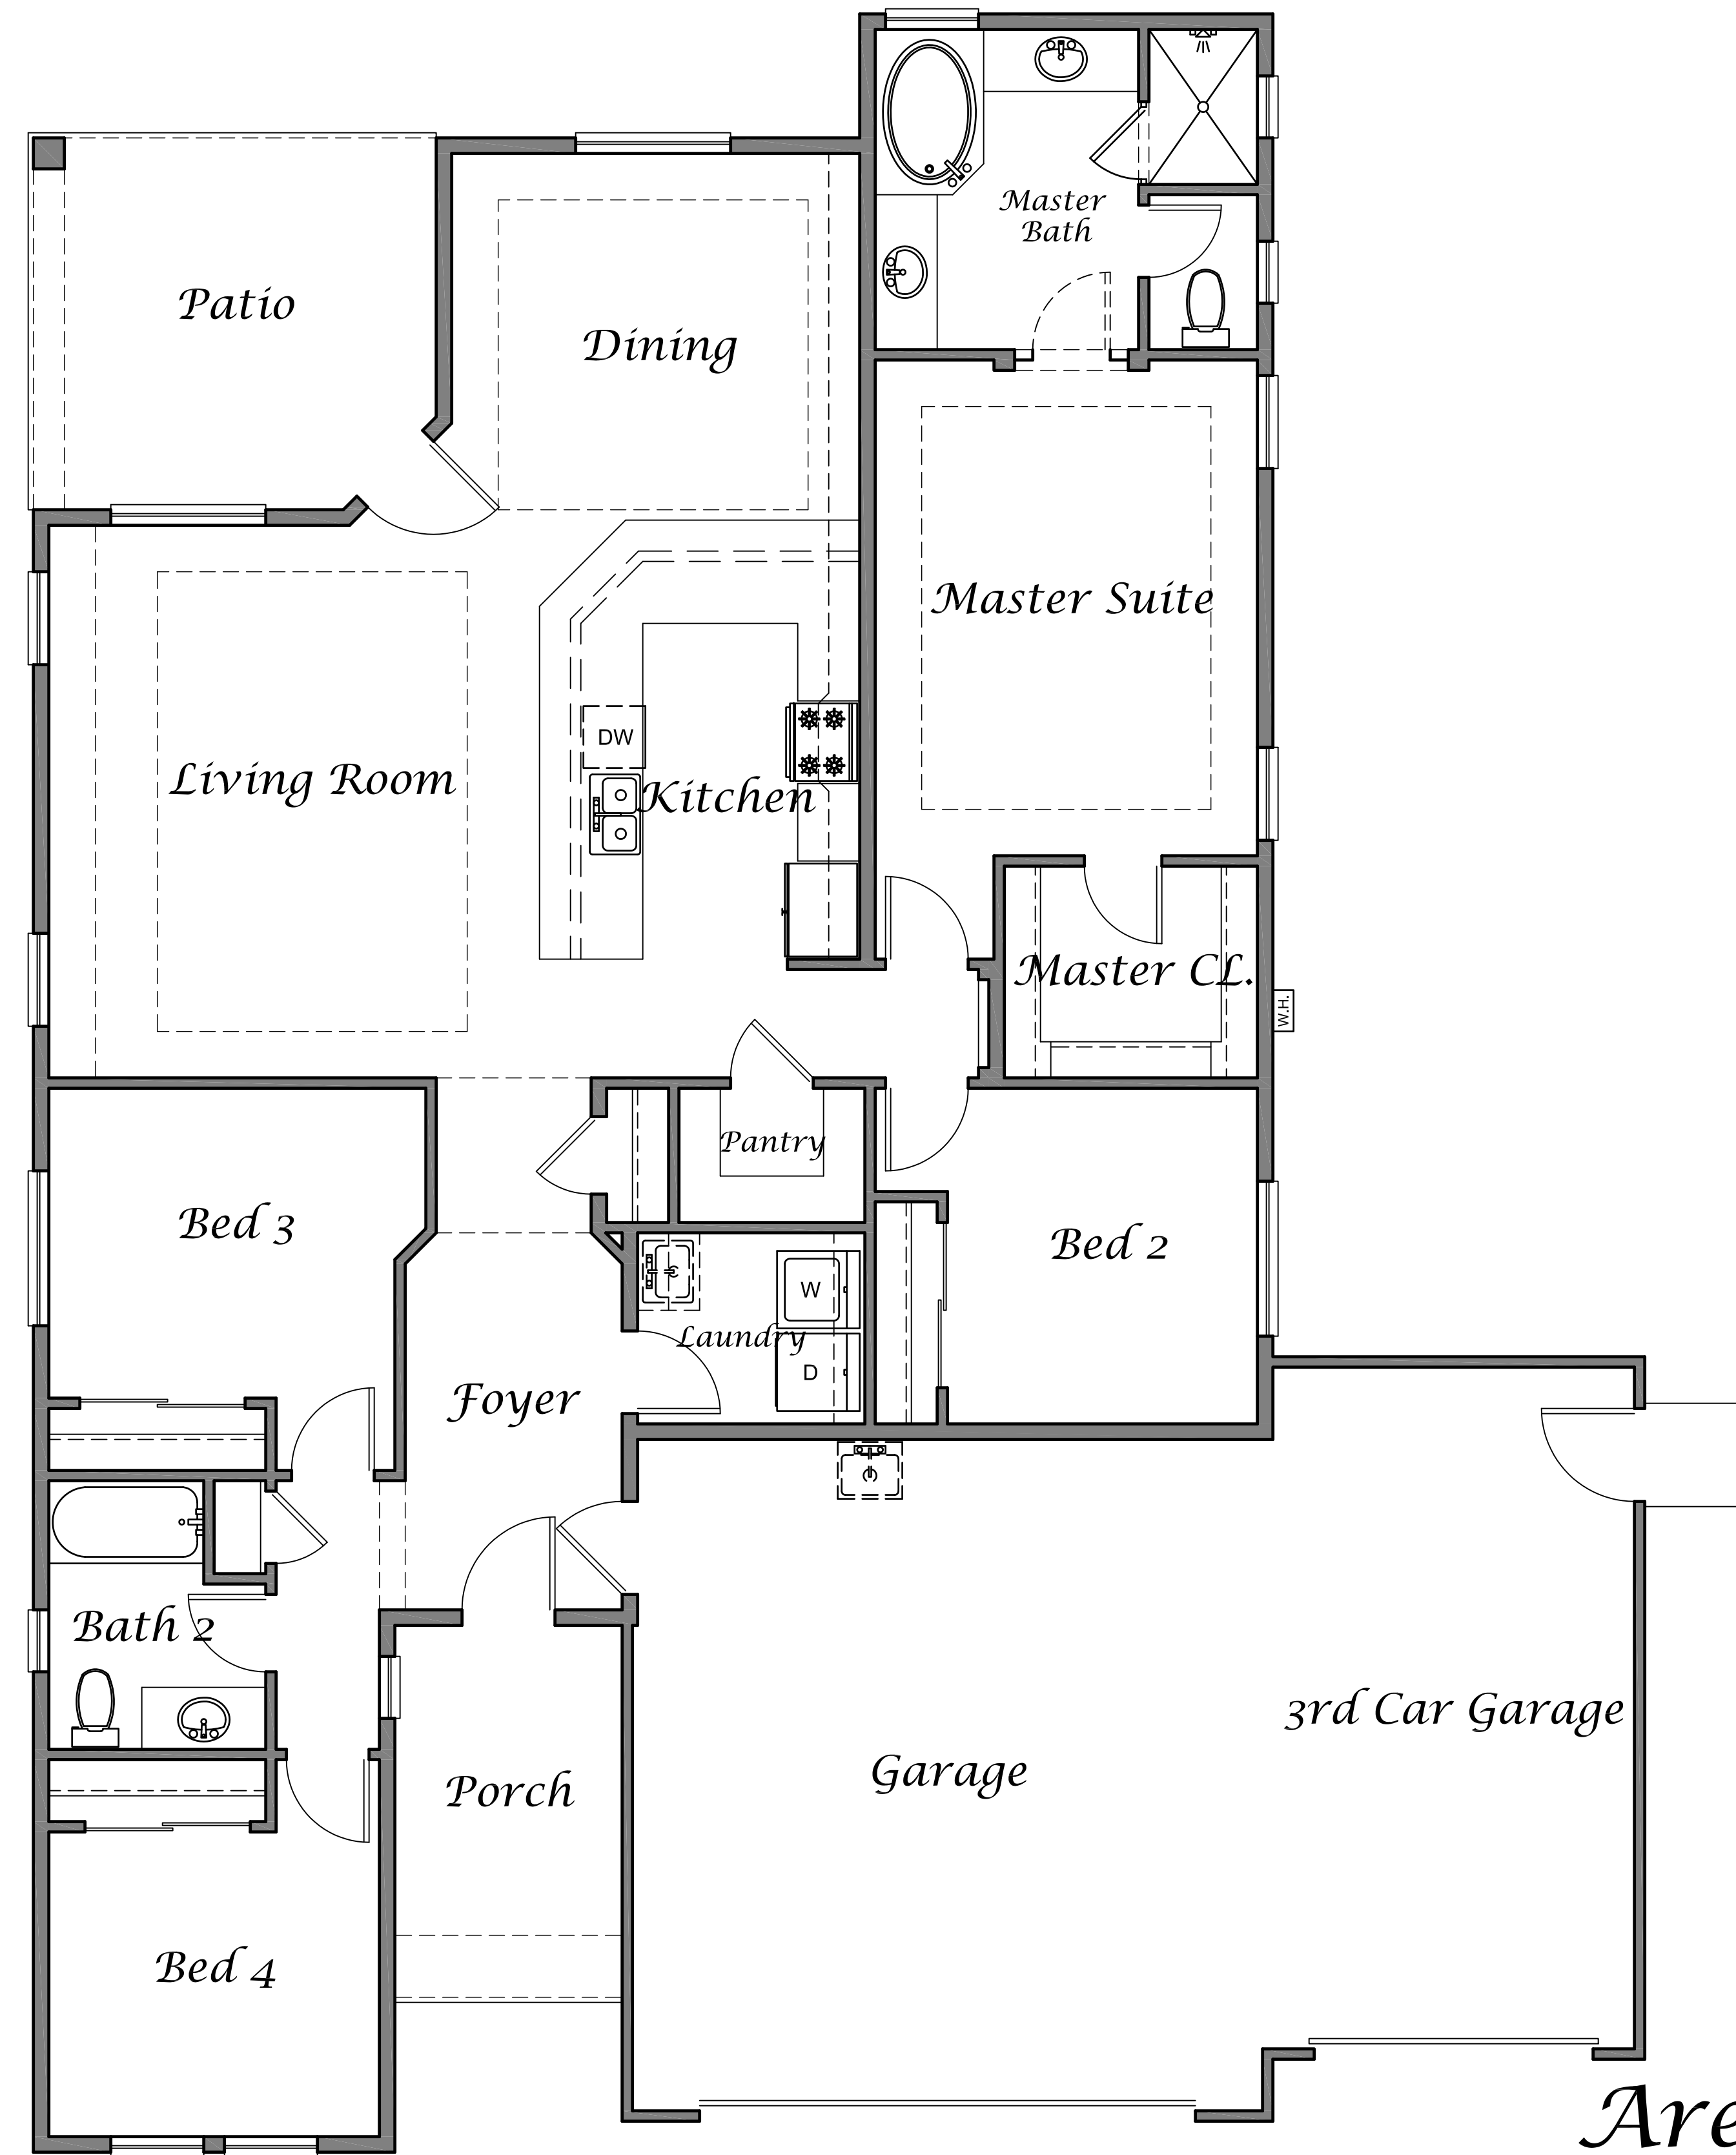 Master
Bath
Patio
Dining
Master Suite
DW
Living Room
Kitchen
Master CL.
W.H.
Pantry
Bed 3
Bed 2
W
Laundry
D
Foyer
Bath 2
3rd Car Garage
Garage
Porch
Bed 4
Are